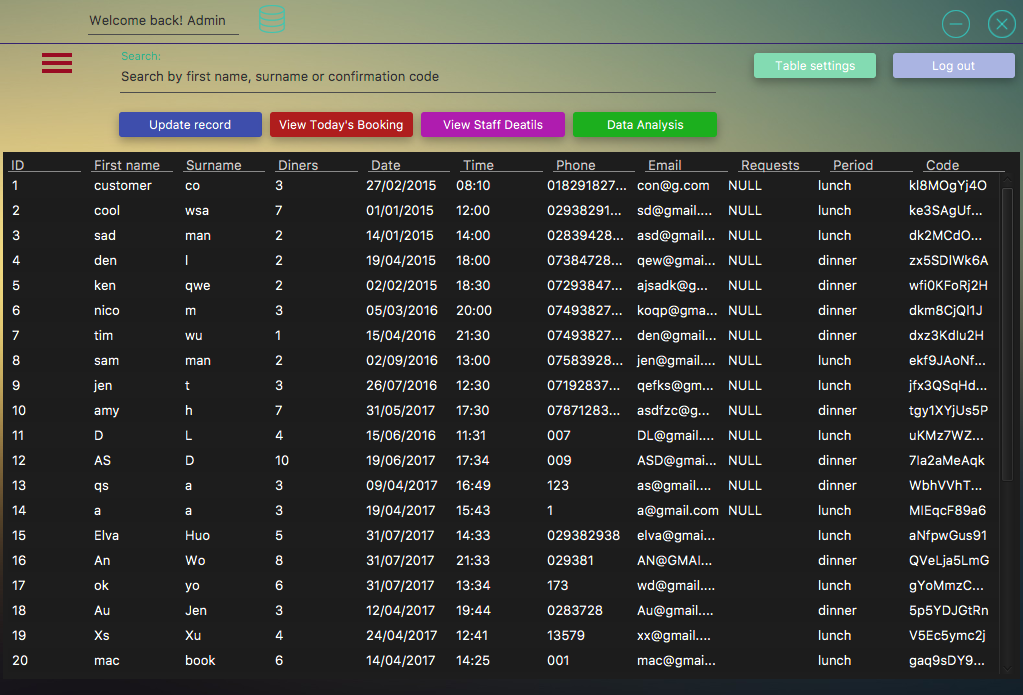 Welcome back! Admin
Search:
Search by first name, surname or confirmation code
Table settings
Log out
Update record
View Today's Booking
View Staff Deatils
Data Analysis
ID First name Surname Diners Date Time Phone Email Requests Period Code
1 customer co 3 27/02/2015 08:10 018291827... con@g.com NULL lunch kl8MOgYj4O
2 cool wsa 7 01/01/2015 12:00 02938291... sd@gmail.... NULL lunch ke3SAgUf...
3 sad man 2 14/01/2015 14:00 02839428... asd@gmail... NULL lunch dk2MCdO...
4 den l 2 19/04/2015 18:00 07384728... qew@gmai... NULL dinner zx5SDIWk6A
5 ken qwe 2 02/02/2015 18:30 07293847... ajsadk@g... NULL dinner wfi0KFoRj2H
6 nico m 3 05/03/2016 20:00 07493827... koqp@gma... NULL dinner dkm8CjQl1J
7 tim wu 1 15/04/2016 21:30 07493827... den@gmail... NULL dinner dxz3Kdlu2H
8 sam man 2 02/09/2016 13:00 07583928... jen@gmail.... NULL lunch ekf9JAoNf...
9 jen t 3 26/07/2016 12:30 07192837... qefks@gm... NULL lunch jfx3QSqHd...
10 amy h 7 31/05/2017 17:30 07871283... asdfzc@g... NULL dinner tgy1XYjUs5P
11 D L 4 15/06/2016 11:31 007 DL@gmail.... NULL lunch uKMz7WZ...
12 AS D 10 19/06/2017 17:34 009 ASD@gmai... NULL dinner 7la2aMeAqk
13 qs a 3 09/04/2017 16:49 123 as@gmail.... NULL dinner WbhVVhT...
14 a a 3 19/04/2017 15:43 1 a@gmail.com NULL lunch MIEqcF89a6
15 Elva Huo 5 31/07/2017 14:33 029382938 elva@gmai... lunch aNfpwGus91
16 An Wo 8 31/07/2017 21:33 029381 AN@GMAI... dinner QVeLja5LmG
17 ok yo 6 31/07/2017 13:34 173 wd@gmail.... lunch gYoMmzC...
18 Au Jen 3 12/04/2017 19:44 0283728 Au@gmail.... dinner 5p5YDJGtRn
19 Xs Xu 4 24/04/2017 12:41 13579 xx@gmail.... lunch V5Ec5ymc2j
20 mac book 6 14/04/2017 14:25 001 mac@gmai... lunch gaq9sDY9...